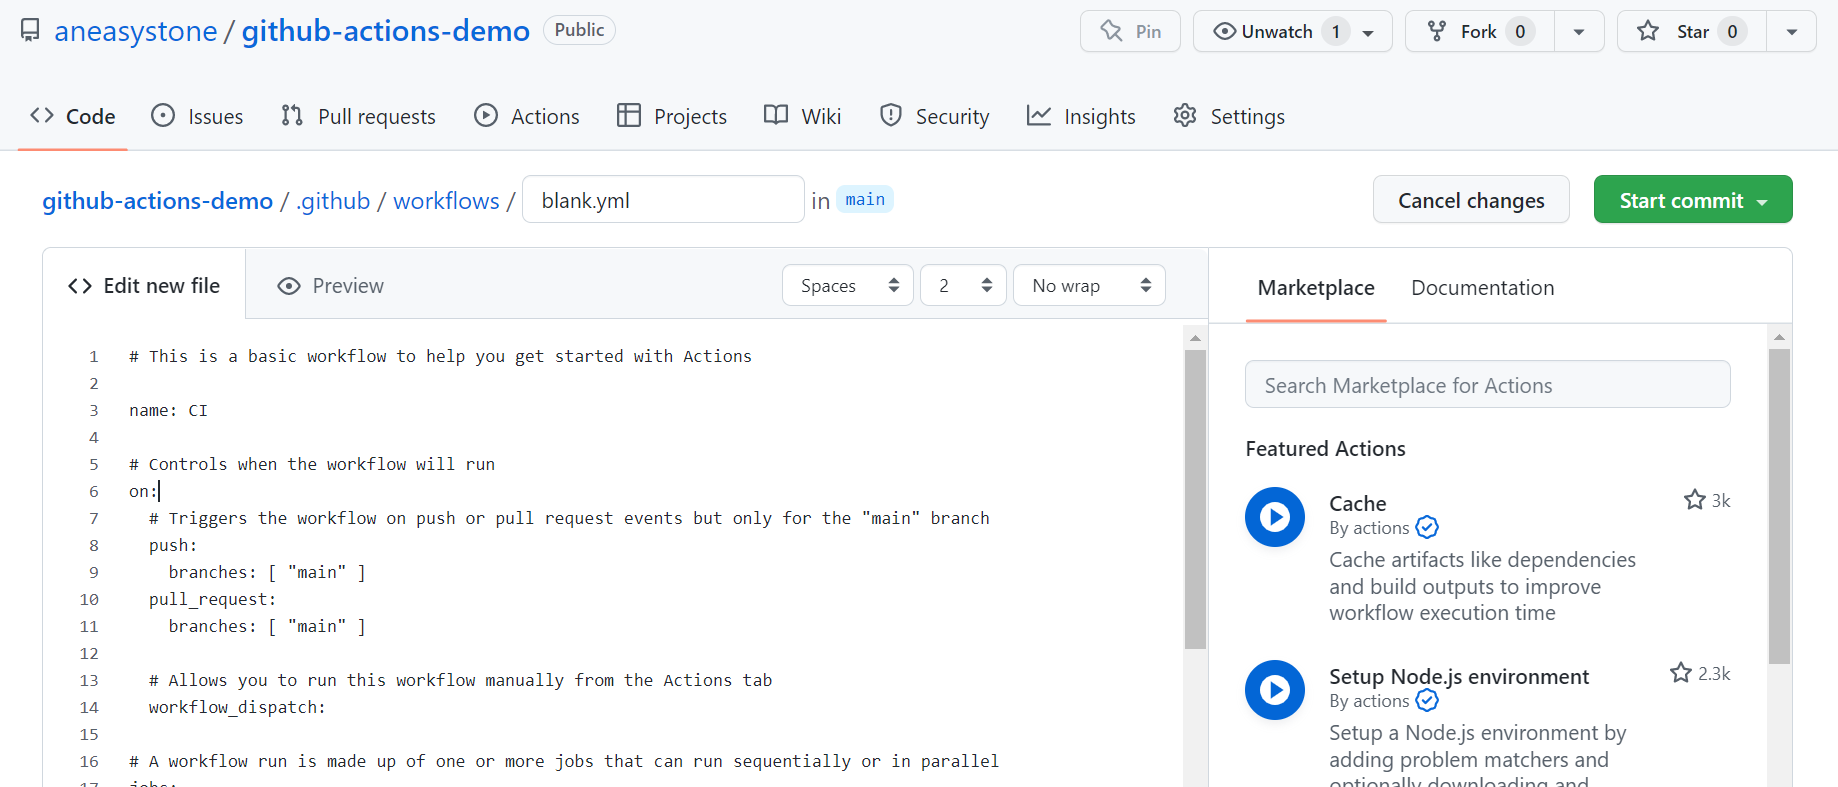 aneasystone / github-actions-demo Public
Pin
Unwatch 1
Fork 0
Star 0
Code
Issues
Pull requests
Actions
Projects
Wiki
Security
Insights
Settings
github-actions-demo / .github / workflows / blank.yml in main
Cancel changes
Start commit
Edit new file
Preview
Spaces
2
No wrap
1 # This is a basic workflow to help you get started with Actions
2
3 name: CI
4
5 # Controls when the workflow will run
6 on:
7 # Triggers the workflow on push or pull request events but only for the "main" branch
8 push:
9 branches: [ "main" ]
10 pull_request:
11 branches: [ "main" ]
12
13 # Allows you to run this workflow manually from the Actions tab
14 workflow_dispatch:
15
16 # A workflow run is made up of one or more jobs that can run sequentially or in parallel
17 jobs:
Marketplace
Documentation
Search Marketplace for Actions
Featured Actions
Cache
3k
By actions
Cache artifacts like dependencies
and build outputs to improve
workflow execution time
Setup Node.js environment
2.3k
By actions
Setup a Node.js environment by
adding problem matchers and
optionally downloading and